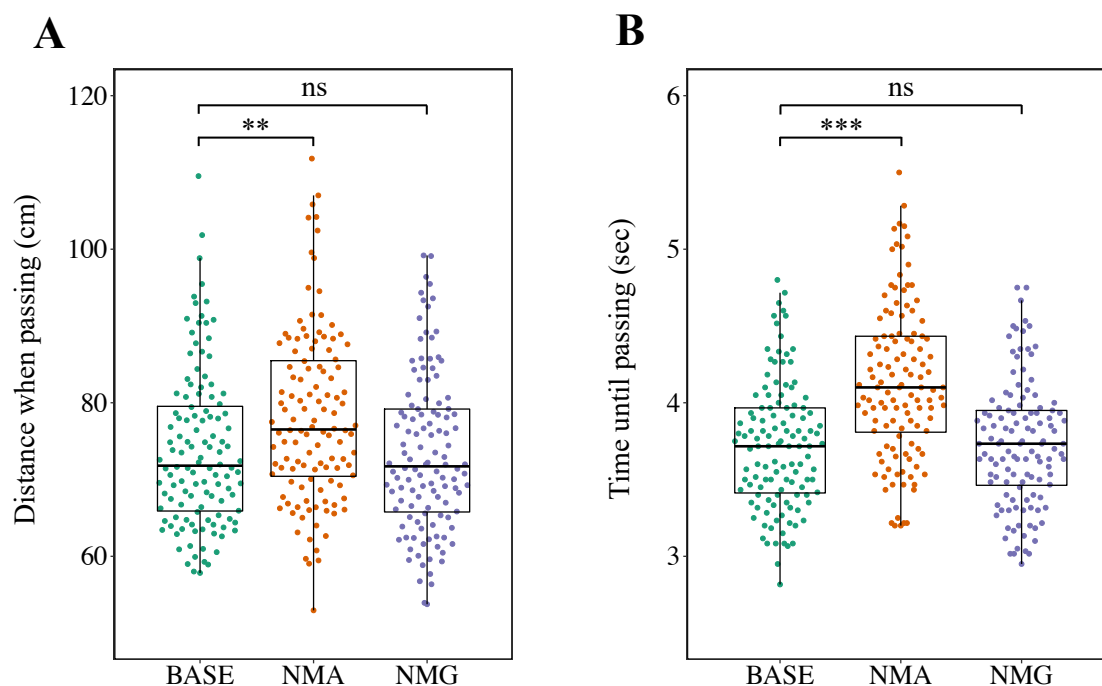 A
Distance when passing (cm)
120
100
80
60
ns
**
BASE NMA NMG
B
Time until passing (sec)
6
5
4
3
ns
***
BASE NMA NMG